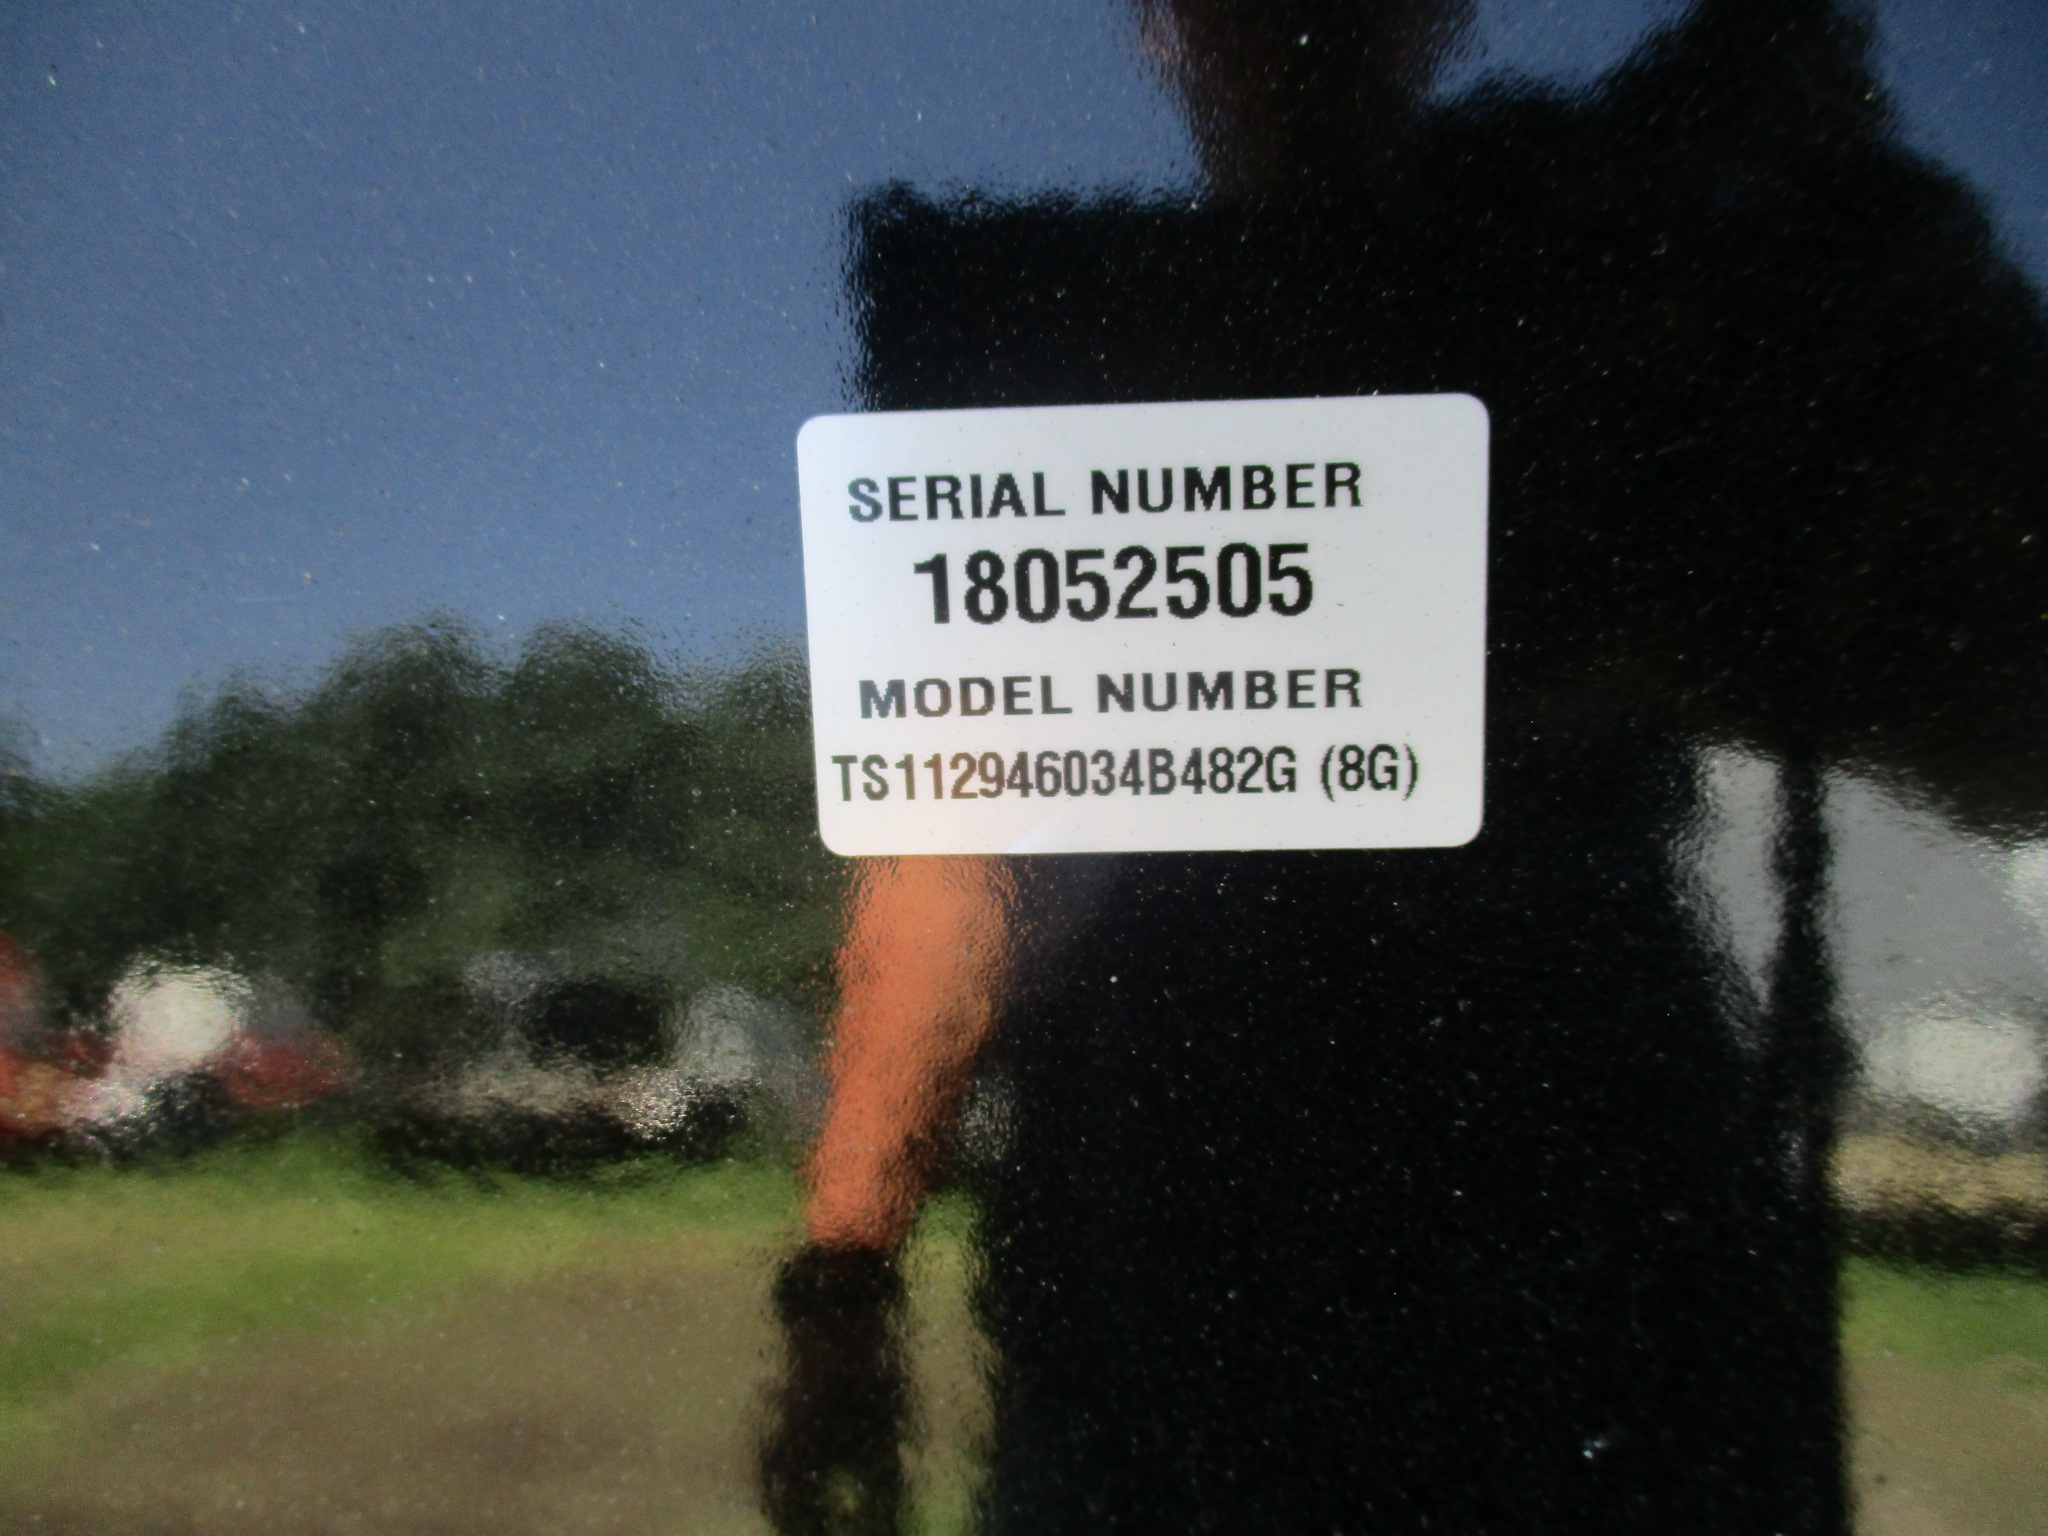 SERIAL NUMBER
18052505
MODEL NUMBER
TS112946034B482G (8G)